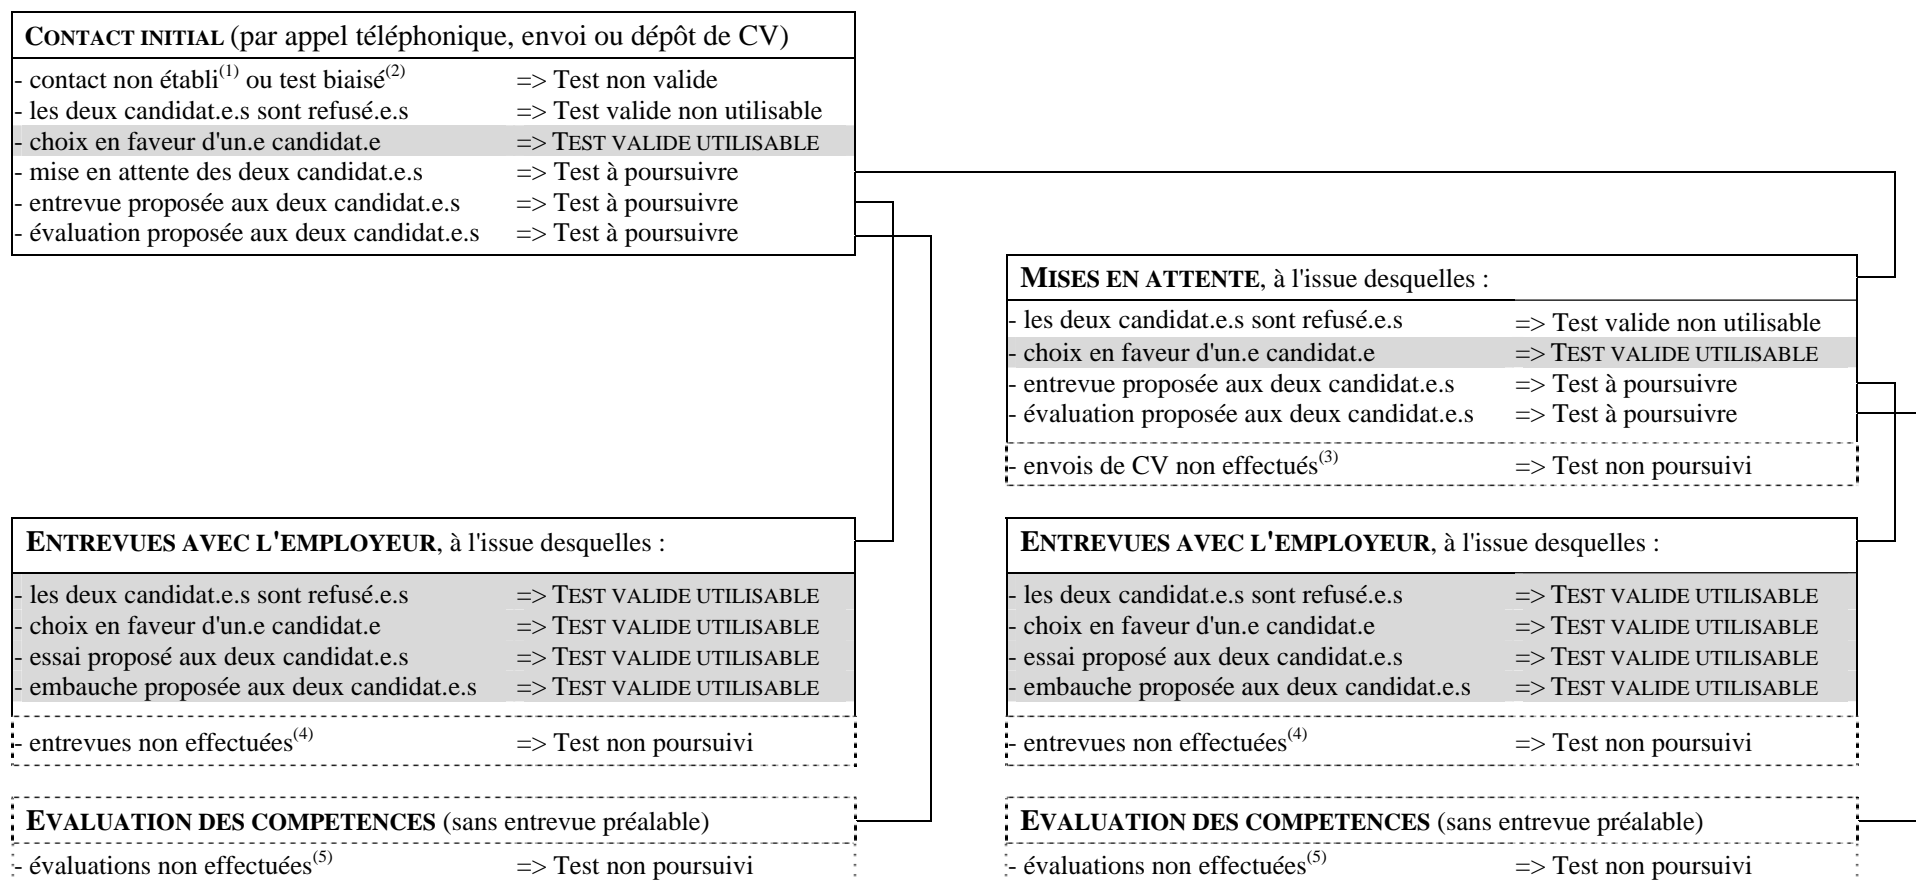 CONTACT INITIAL (par appel téléphonique, envoi ou dépôt de CV)
- contact non établi(1) ou test biaisé(2) => Test non valide
- les deux candidat.e.s sont refusé.e.s => Test valide non utilisable
- choix en faveur d'un.e candidat.e => TEST VALIDE UTILISABLE
- mise en attente des deux candidat.e.s => Test à poursuivre
- entrevue proposée aux deux candidat.e.s => Test à poursuivre
- évaluation proposée aux deux candidat.e.s => Test à poursuivre
MISES EN ATTENTE, à l'issue desquelles :
- les deux candidat.e.s sont refusé.e.s => Test valide non utilisable
- choix en faveur d'un.e candidat.e => TEST VALIDE UTILISABLE
- entrevue proposée aux deux candidat.e.s => Test à poursuivre
- évaluation proposée aux deux candidat.e.s => Test à poursuivre
- envois de CV non effectués(3) => Test non poursuivi
ENTREVUES AVEC L'EMPLOYEUR, à l'issue desquelles :
- les deux candidat.e.s sont refusé.e.s => TEST VALIDE UTILISABLE
- choix en faveur d'un.e candidat.e => TEST VALIDE UTILISABLE
- essai proposé aux deux candidat.e.s => TEST VALIDE UTILISABLE
- embauche proposée aux deux candidat.e.s => TEST VALIDE UTILISABLE
- entrevues non effectuées(4) => Test non poursuivi
ENTREVUES AVEC L'EMPLOYEUR, à l'issue desquelles :
- les deux candidat.e.s sont refusé.e.s => TEST VALIDE UTILISABLE
- choix en faveur d'un.e candidat.e => TEST VALIDE UTILISABLE
- essai proposé aux deux candidat.e.s => TEST VALIDE UTILISABLE
- embauche proposée aux deux candidat.e.s => TEST VALIDE UTILISABLE
- entrevues non effectuées(4) => Test non poursuivi
EVALUATION DES COMPETENCES (sans entrevue préalable)
- évaluations non effectuées(5) => Test non poursuivi
EVALUATION DES COMPETENCES (sans entrevue préalable)
- évaluations non effectuées(5) => Test non poursuivi